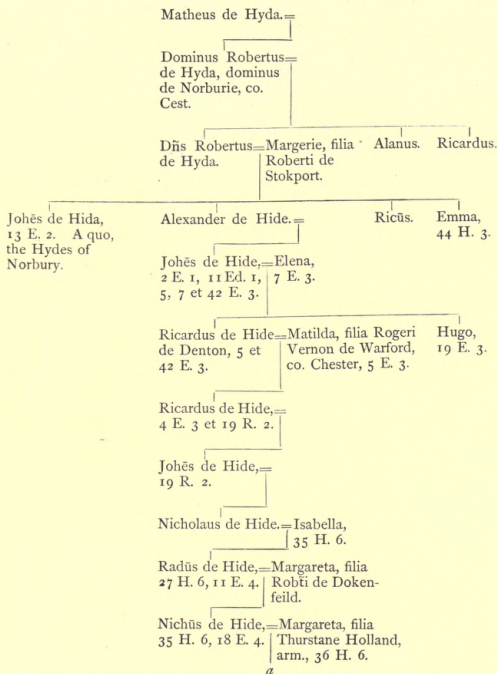 Matheus de Hyda.=
Dominus Robertus=
de Hyda, dominus
de Norburie, co.
Cest.
Dñs Robertus=Margerie, filia
de Hyda. Roberti de
Stokport.
Alanus.
Ricardus.
Johēs de Hida,
13 E. 2. A quo,
the Hydes of
Norbury.
Alexander de Hide.=
Ricūs.
Emma,
44 H. 3.
Johēs de Hide,=Elena,
2 E. 1, 11 Ed. 1, 7 E. 3.
5, 7 et 42 E. 3.
Ricardus de Hide=Matilda, filia Rogeri
de Denton, 5 et Vernon de Warford,
42 E. 3. co. Chester, 5 E. 3.
Hugo,
19 E. 3.
Ricardus de Hide,=
4 E. 3 et 19 R. 2.
Johēs de Hide,=
19 R. 2.
Nicholaus de Hide.=Isabella,
35 H. 6.
Radūs de Hide,=Margareta, filia
27 H. 6, 11 E. 4. Robti de Doken-
feild.
Nichūs de Hide,=Margareta, filia
35 H. 6, 18 E. 4. Thurstane Holland,
arm., 36 H. 6.
a